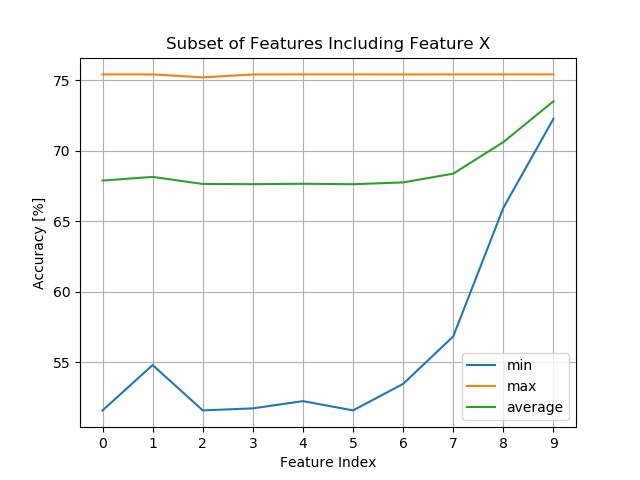 Subset of Features Including Feature X
Accuracy [%]
75
70
65
60
55
min
max
average
0 1 2 3 4 5 6 7 8 9
Feature Index